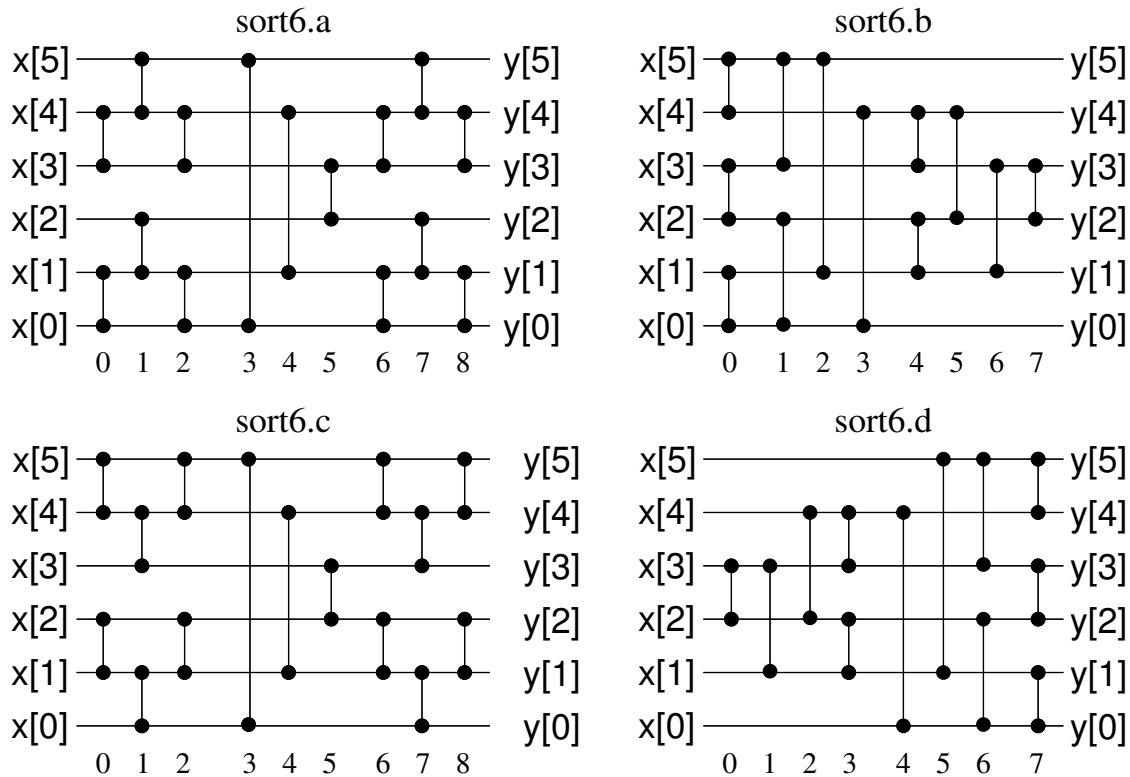 sort6.a
x[5] y[5]
x[4] y[4]
x[3] y[3]
x[2] y[2]
x[1] y[1]
x[0] y[0]
0 1 2 3 4 5 6 7 8
sort6.b
x[5] y[5]
x[4] y[4]
x[3] y[3]
x[2] y[2]
x[1] y[1]
x[0] y[0]
0 1 2 3 4 5 6 7
sort6.c
x[5] y[5]
x[4] y[4]
x[3] y[3]
x[2] y[2]
x[1] y[1]
x[0] y[0]
0 1 2 3 4 5 6 7 8
sort6.d
x[5] y[5]
x[4] y[4]
x[3] y[3]
x[2] y[2]
x[1] y[1]
x[0] y[0]
0 1 2 3 4 5 6 7